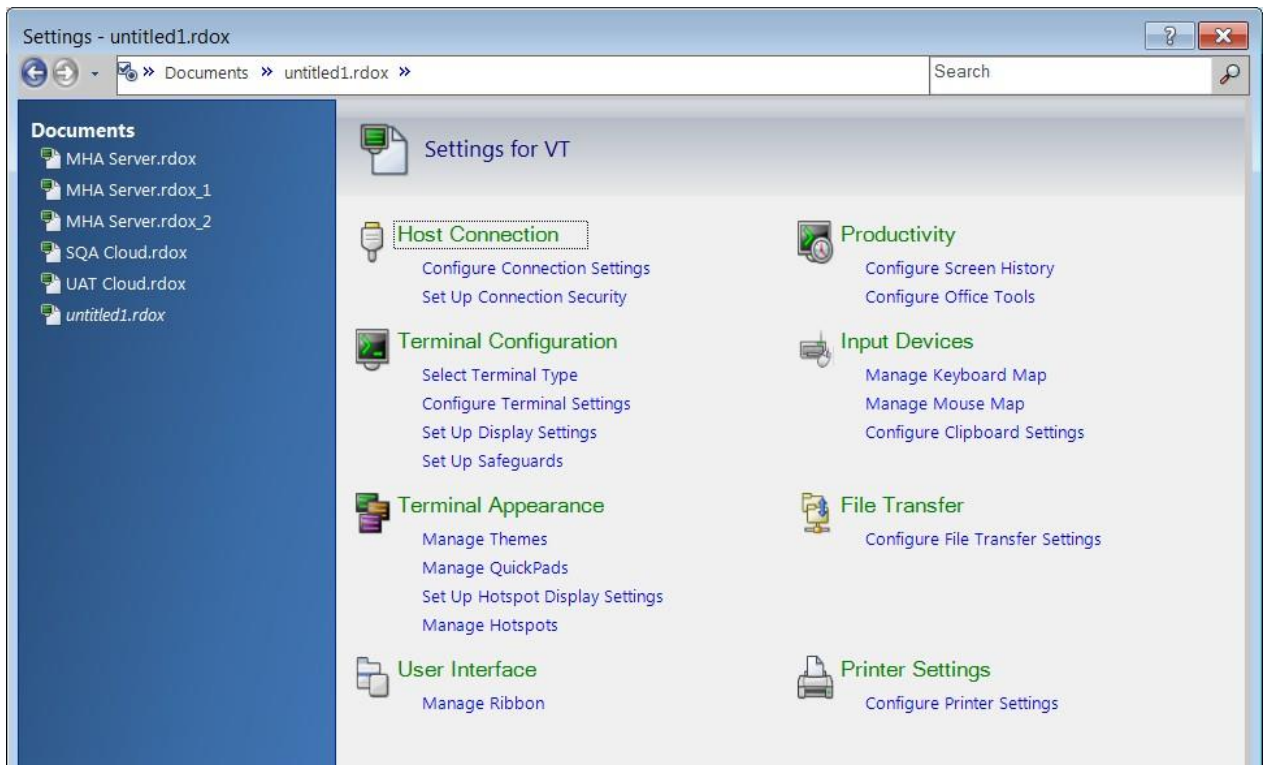 Settings - untitled1.rdox
» Documents » untitled1.rdox »
Search
Documents
MHA Server.rdox
MHA Server.rdox_1
MHA Server.rdox_2
SQA Cloud.rdox
UAT Cloud.rdox
untitled1.rdox
Settings for VT
Host Connection
Configure Connection Settings
Set Up Connection Security
Terminal Configuration
Select Terminal Type
Configure Terminal Settings
Set Up Display Settings
Set Up Safeguards
Terminal Appearance
Manage Themes
Manage QuickPads
Set Up Hotspot Display Settings
Manage Hotspots
User Interface
Manage Ribbon
Productivity
Configure Screen History
Configure Office Tools
Input Devices
Manage Keyboard Map
Manage Mouse Map
Configure Clipboard Settings
File Transfer
Configure File Transfer Settings
Printer Settings
Configure Printer Settings